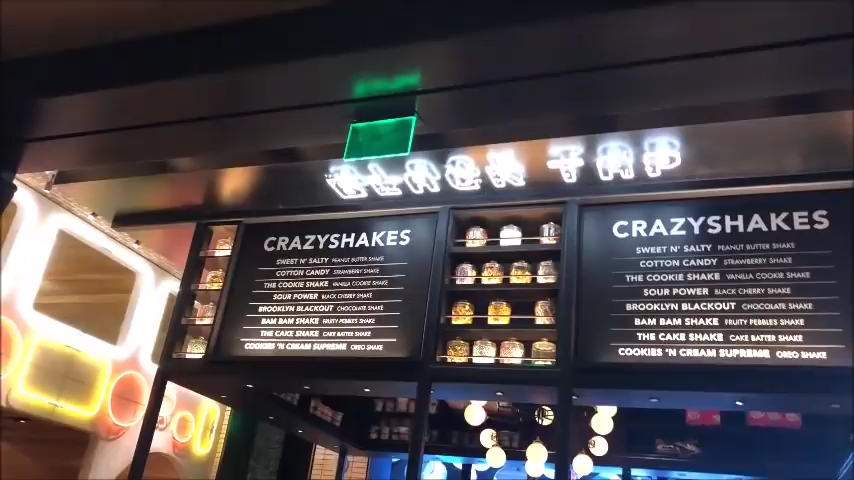 CRAZYSHAKES
SWEET N' SALTY PEANUT BUTTER SHAKE
COTTON CANDY STRAWBERRY SHAKE
THE COOKIE SHAKE VANILLA COOKIE SHAKE
SOUR POWER BLACK CHERRY SHAKE
BROOKLYN BLACKOUT CHOCOLATE SHAKE
BAM BAM SHAKE FRUITY PEBBLES SHAKE
THE CAKE SHAKE CAKE BATTER SHAKE
COOKIES 'N CREAM SUPREME OREO SHAKE
CRAZYSHAKES
SWEET N' SALTY PEANUT BUTTER SHAKE
COTTON CANDY STRAWBERRY SHAKE
THE COOKIE SHAKE VANILLA COOKIE SHAKE
SOUR POWER BLACK CHERRY SHAKE
BROOKLYN BLACKOUT CHOCOLATE SHAKE
BAM BAM SHAKE FRUITY PEBBLES SHAKE
THE CAKE SHAKE CAKE BATTER SHAKE
COOKIES 'N CREAM SUPREME OREO SHAKE